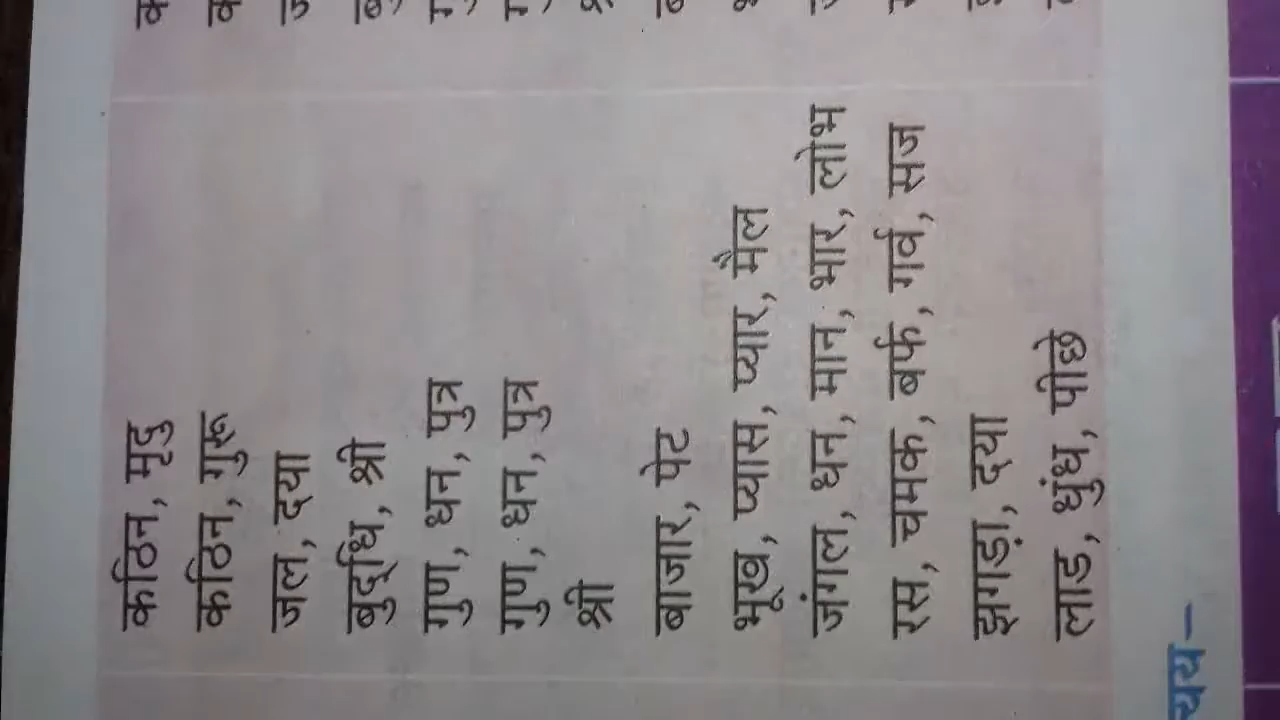 कठिन, मृदु
कठिन, गुरू
जल, दया
बुद्धि, श्री
गुण, धन, पुत्र
गुण, धन, पुत्र
श्री
बाजार, पेट
भूख, प्यास, प्यार, मैल
जंगल, धन, मान, भार, लोभ
रस, चमक, बर्फ, गर्व, सज
झगड़ा, दया
लाड, धुंध, पीछे